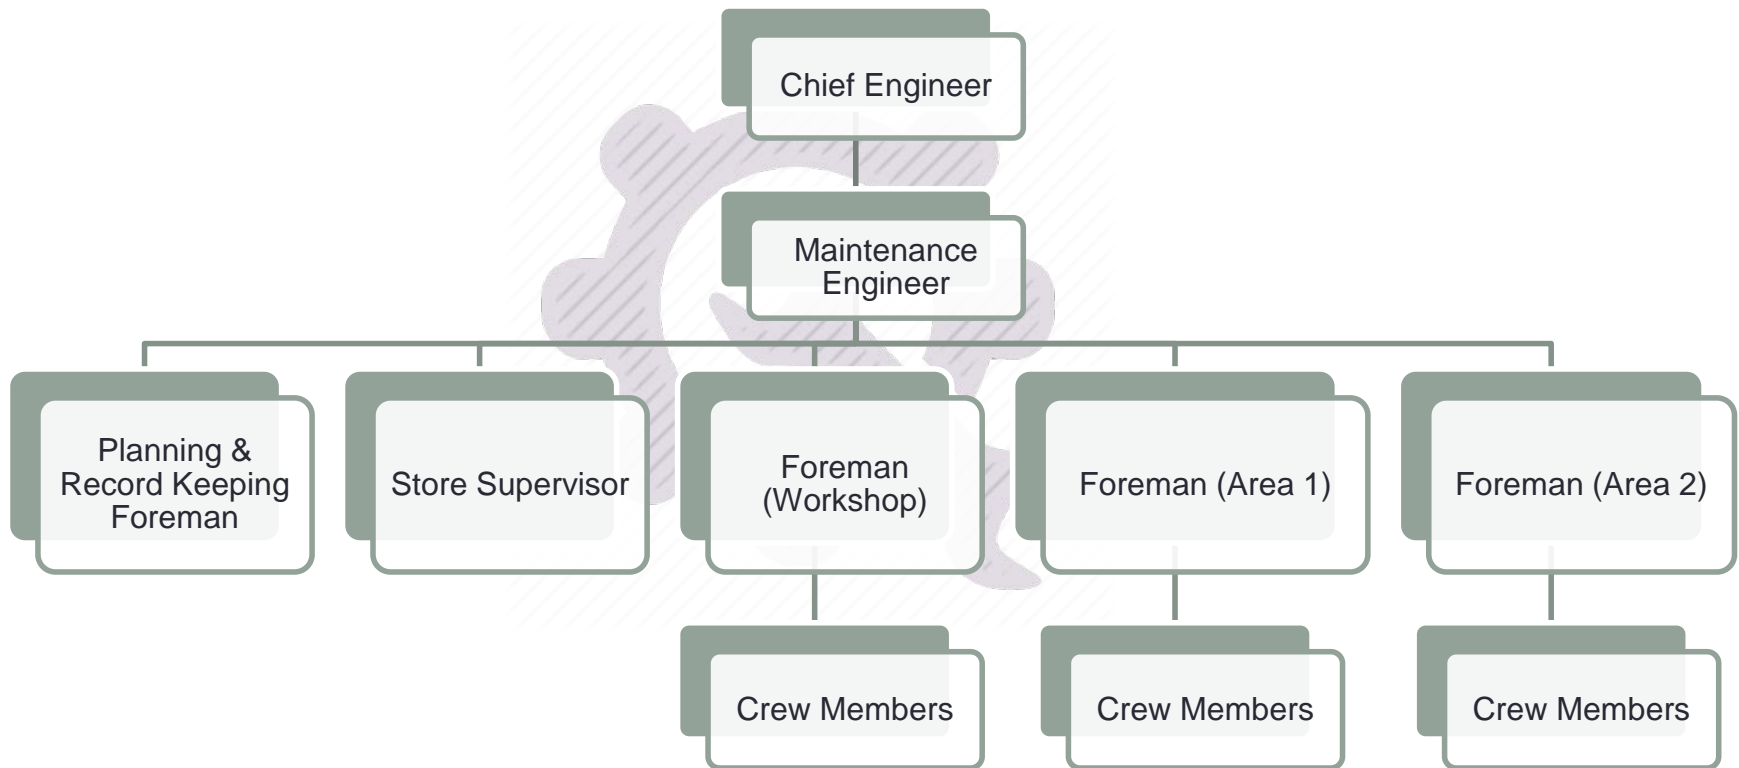 Chief Engineer
Maintenance
Engineer
Planning &
Record Keeping
Foreman
Store Supervisor
Foreman
(Workshop)
Foreman (Area 1)
Foreman (Area 2)
Crew Members
Crew Members
Crew Members